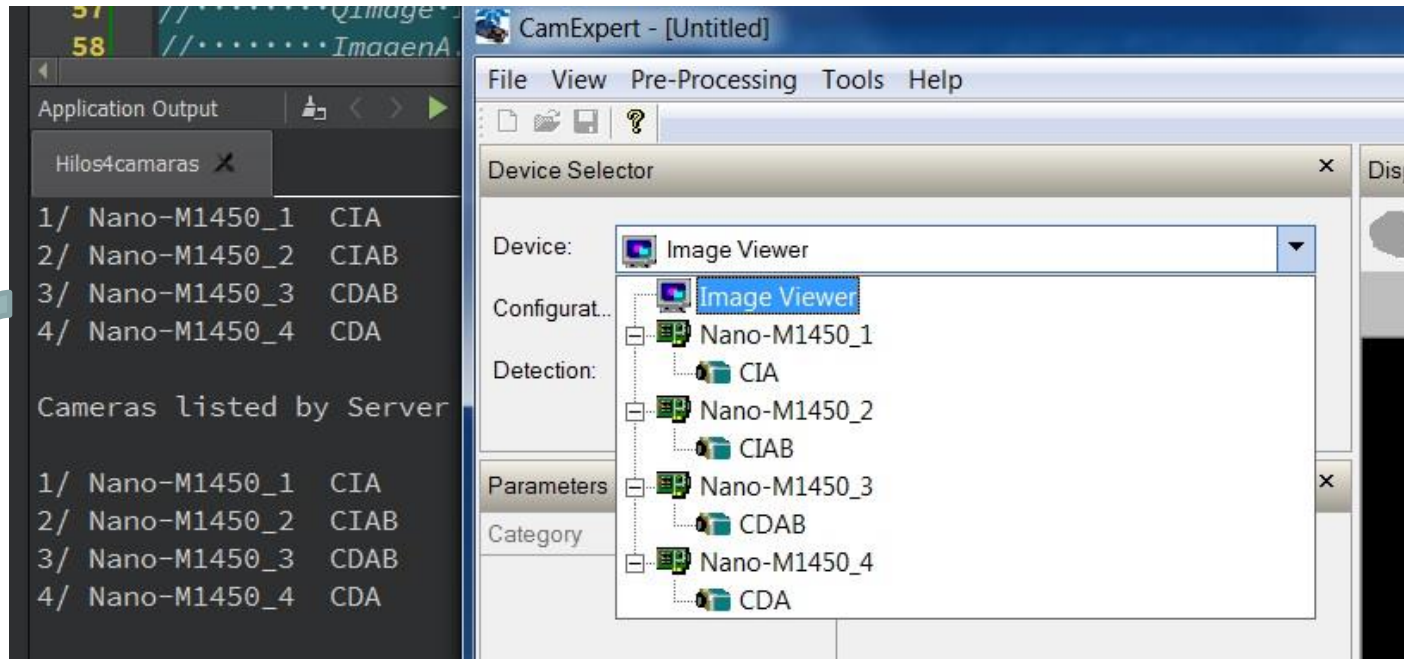 57 //········QImage·
58 //········ImagenA.
Application Output
Hilos4camaras
1/ Nano-M1450_1 CIA
2/ Nano-M1450_2 CIAB
3/ Nano-M1450_3 CDAB
4/ Nano-M1450_4 CDA
Cameras listed by Server
1/ Nano-M1450_1 CIA
2/ Nano-M1450_2 CIAB
3/ Nano-M1450_3 CDAB
4/ Nano-M1450_4 CDA
CamExpert - [Untitled]
File View Pre-Processing Tools Help
Device Selector
Device: Image Viewer
Configurat...
Detection:
Image Viewer
Nano-M1450_1
CIA
Nano-M1450_2
CIAB
Nano-M1450_3
CDAB
Nano-M1450_4
CDA
Parameters
Category